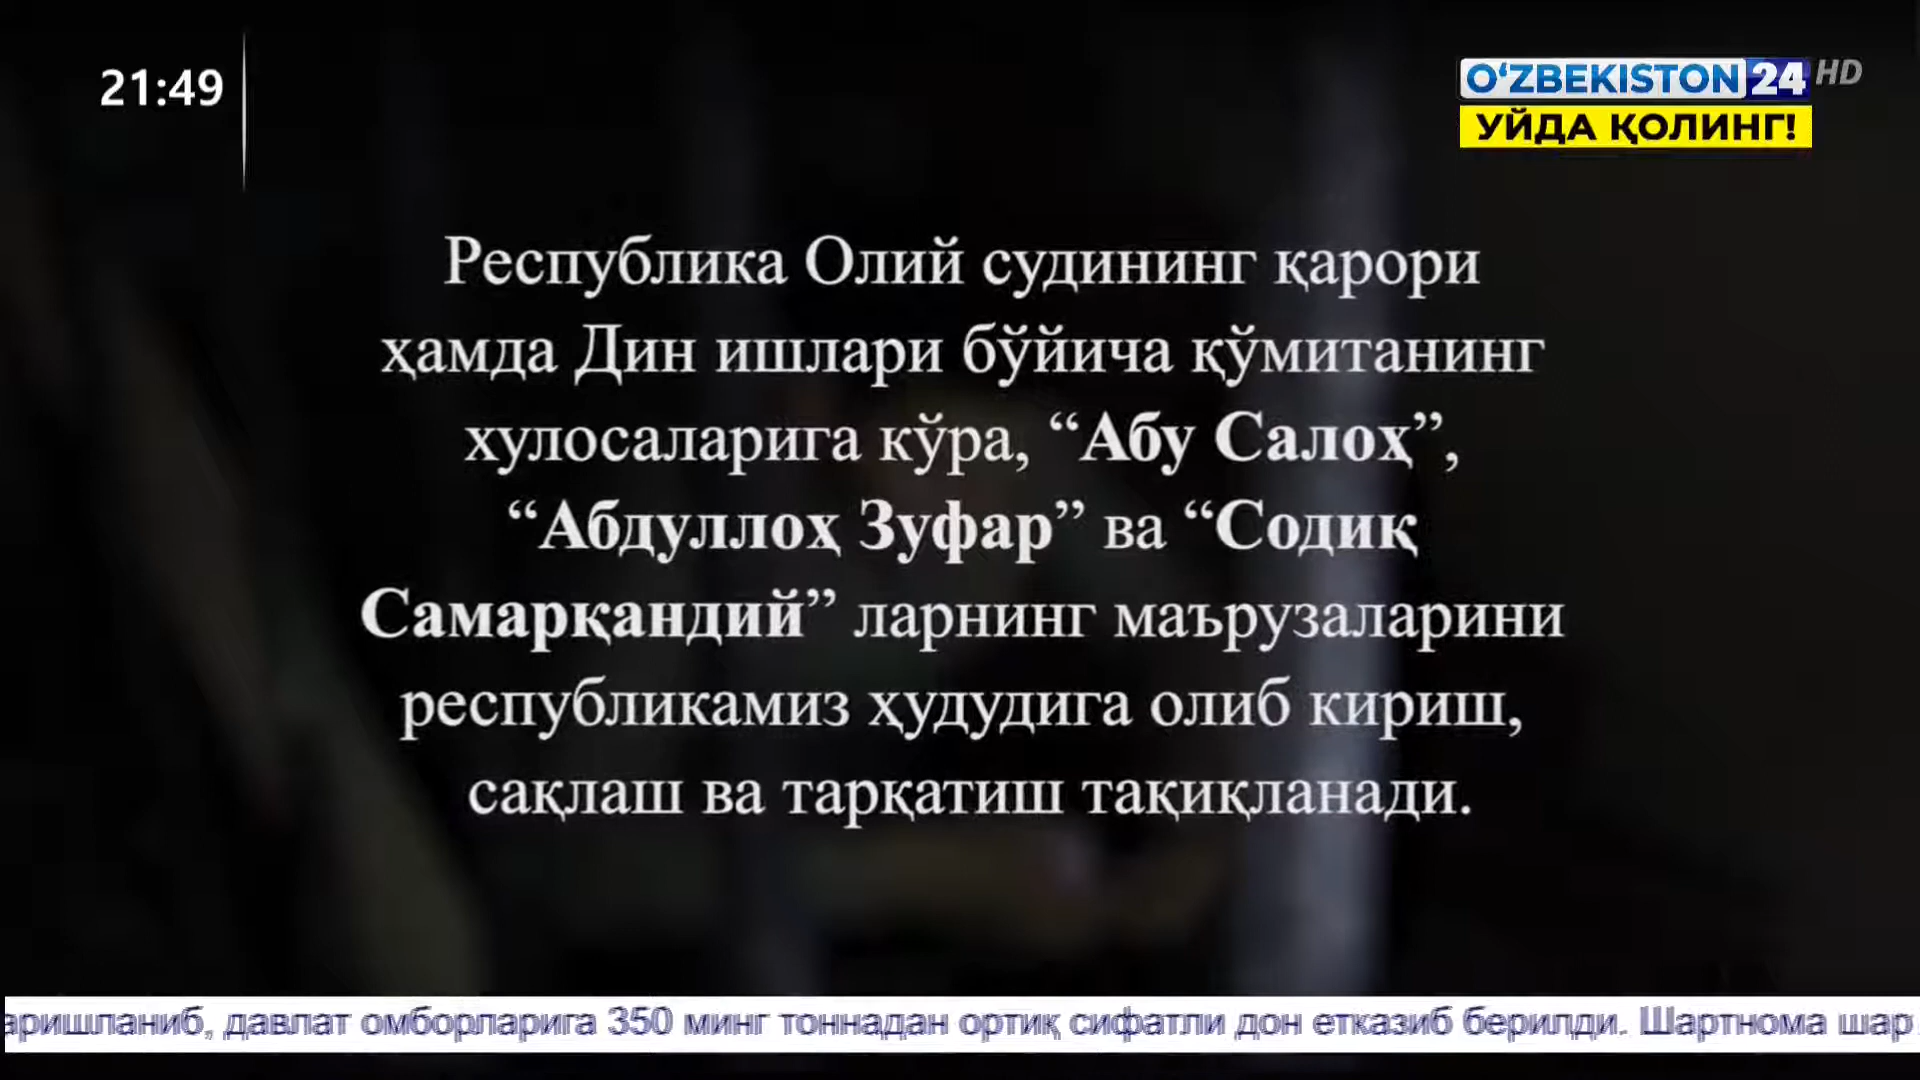 21:49
O‘ZBEKISTON 24 HD
УЙДА ҚОЛИНГ!
Республика Олий судининг қарори
ҳамда Дин ишлари бўйича қўмитанинг
хулосаларига кўра, “Абу Салоҳ”,
“Абдуллоҳ Зуфар” ва “Содиқ
Самарқандий” ларнинг маърузаларини
республикамиз ҳудудига олиб кириш,
сақлаш ва тарқатиш тақиқланади.
аришланиб, давлат омборларига 350 минг тоннадан ортиқ сифатли дон етказиб берилди. Шартнома шар